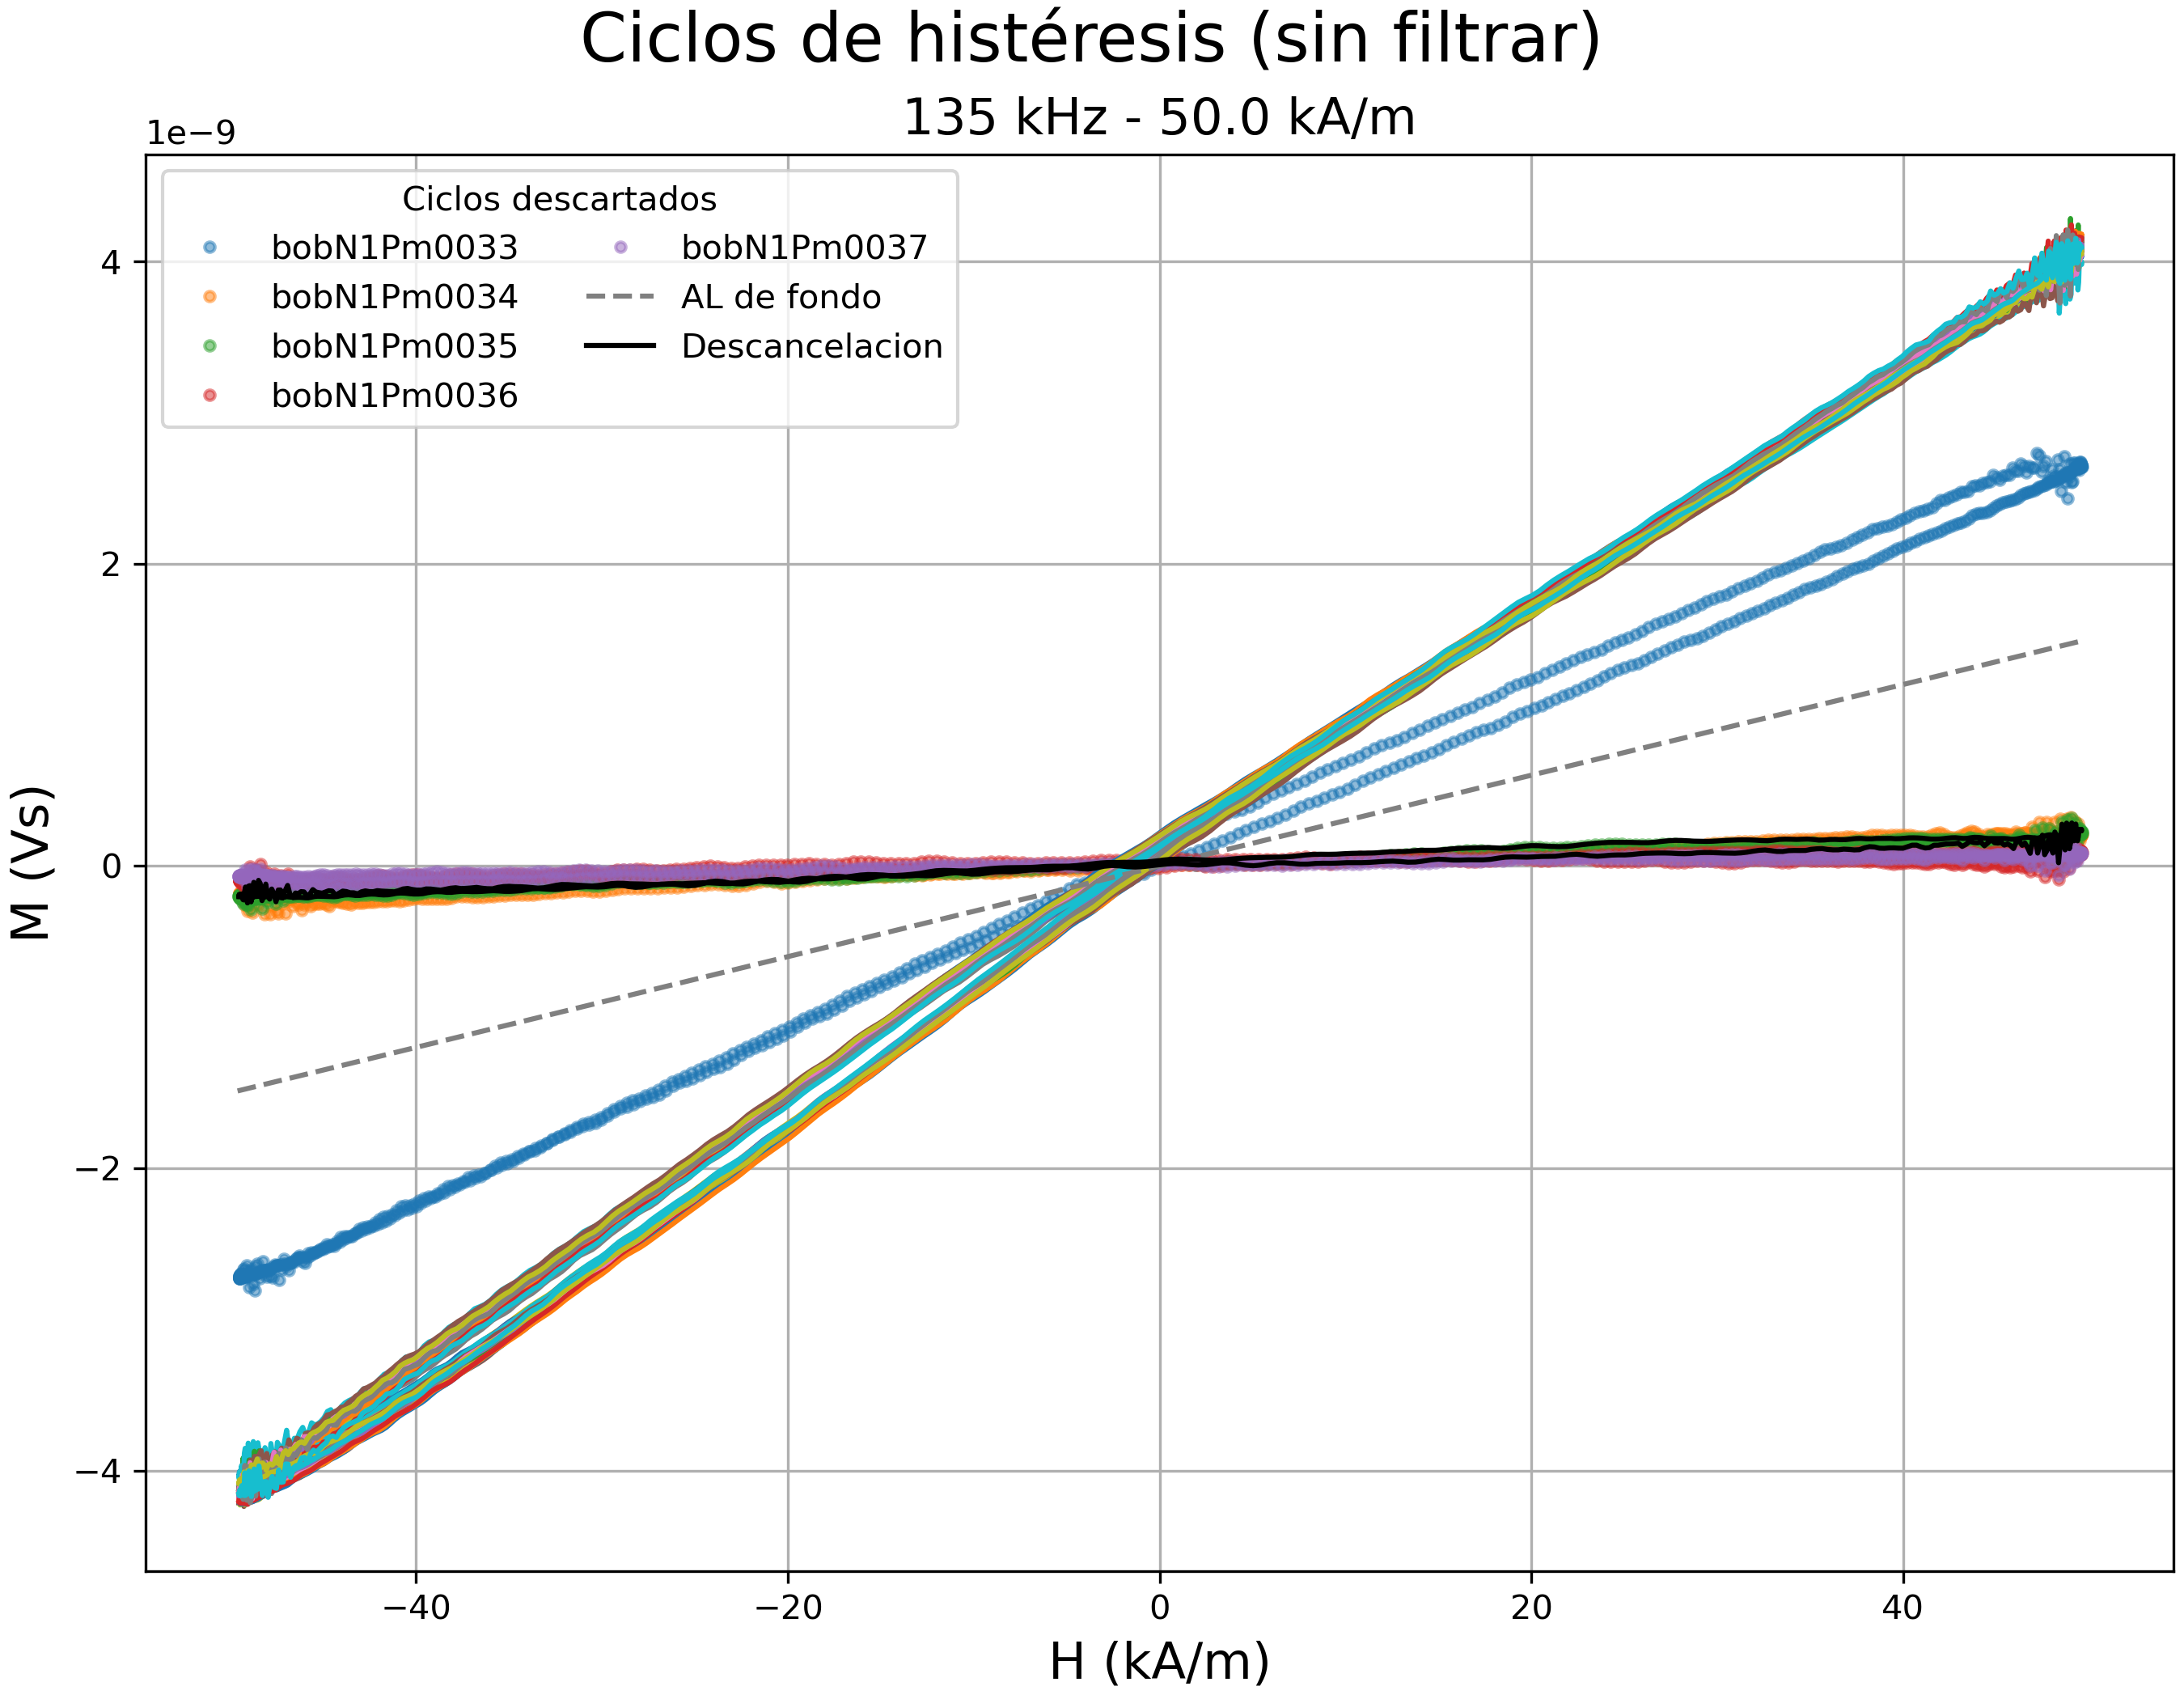 Ciclos de histéresis (sin filtrar)
135 kHz - 50.0 kA/m
1e−9
Ciclos descartados
bobN1Pm0033
bobN1Pm0034
bobN1Pm0035
bobN1Pm0036
bobN1Pm0037
AL de fondo
Descancelacion
4
2
0
−2
−4
M (Vs)
−40
−20
0
20
40
H (kA/m)